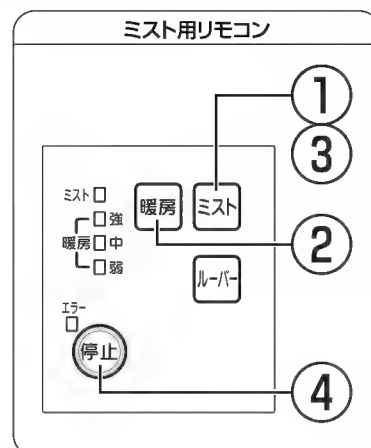 ミスト用リモコン
①
③
ミスト
暖房
ミスト
強
暖房 中
弱
②
ルーバー
エラー
停止
④